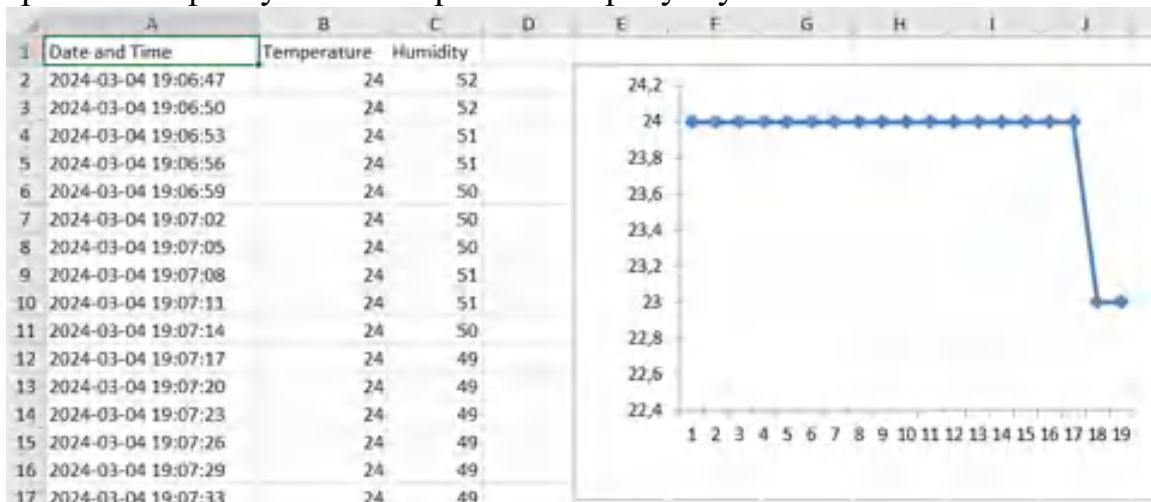 A B C D E F G H I J
1 Date and Time Temperature Humidity
2 2024-03-04 19:06:47 24 52
3 2024-03-04 19:06:50 24 52
4 2024-03-04 19:06:53 24 51
5 2024-03-04 19:06:56 24 51
6 2024-03-04 19:06:59 24 50
7 2024-03-04 19:07:02 24 50
8 2024-03-04 19:07:05 24 50
9 2024-03-04 19:07:08 24 51
10 2024-03-04 19:07:11 24 51
11 2024-03-04 19:07:14 24 50
12 2024-03-04 19:07:17 24 49
13 2024-03-04 19:07:20 24 49
14 2024-03-04 19:07:23 24 49
15 2024-03-04 19:07:26 24 49
16 2024-03-04 19:07:29 24 49
17 2024-03-04 19:07:33 24 49
24,2
24
23,8
23,6
23,4
23,2
23
22,8
22,6
22,4
1 2 3 4 5 6 7 8 9 10 11 12 13 14 15 16 17 18 19